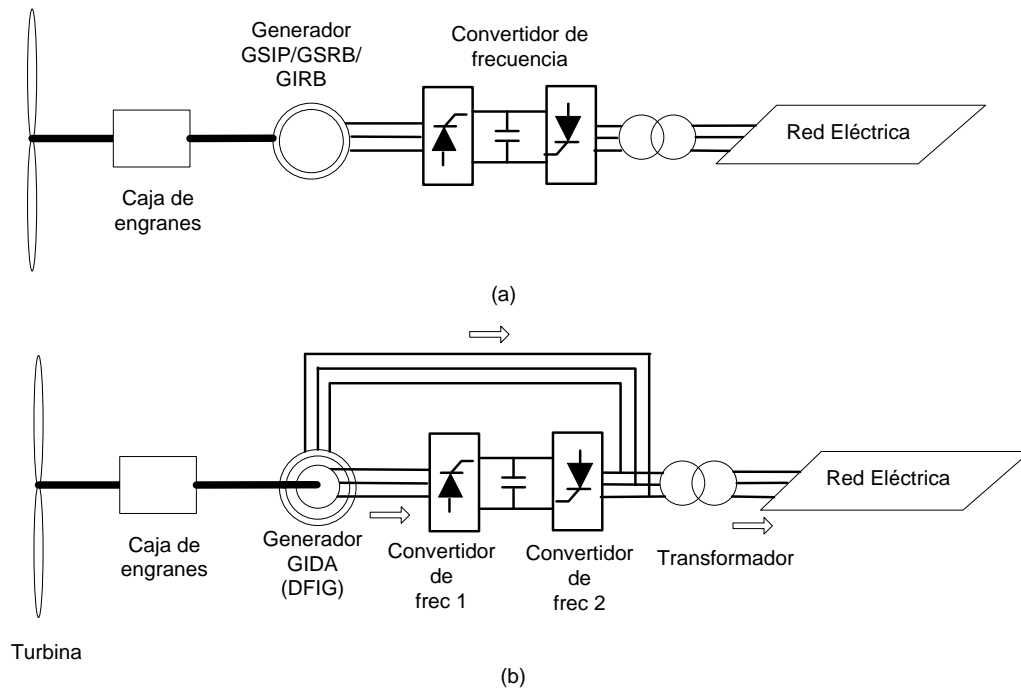 Generador
GSIP/GSRB/
GIRB
Convertidor de
frecuencia
Red Eléctrica
Caja de
engranes
(a)
Red Eléctrica
Caja de
engranes
Generador
GIDA
(DFIG)
Convertidor
de
frec 1
Convertidor
de
frec 2
Transformador
Turbina
(b)